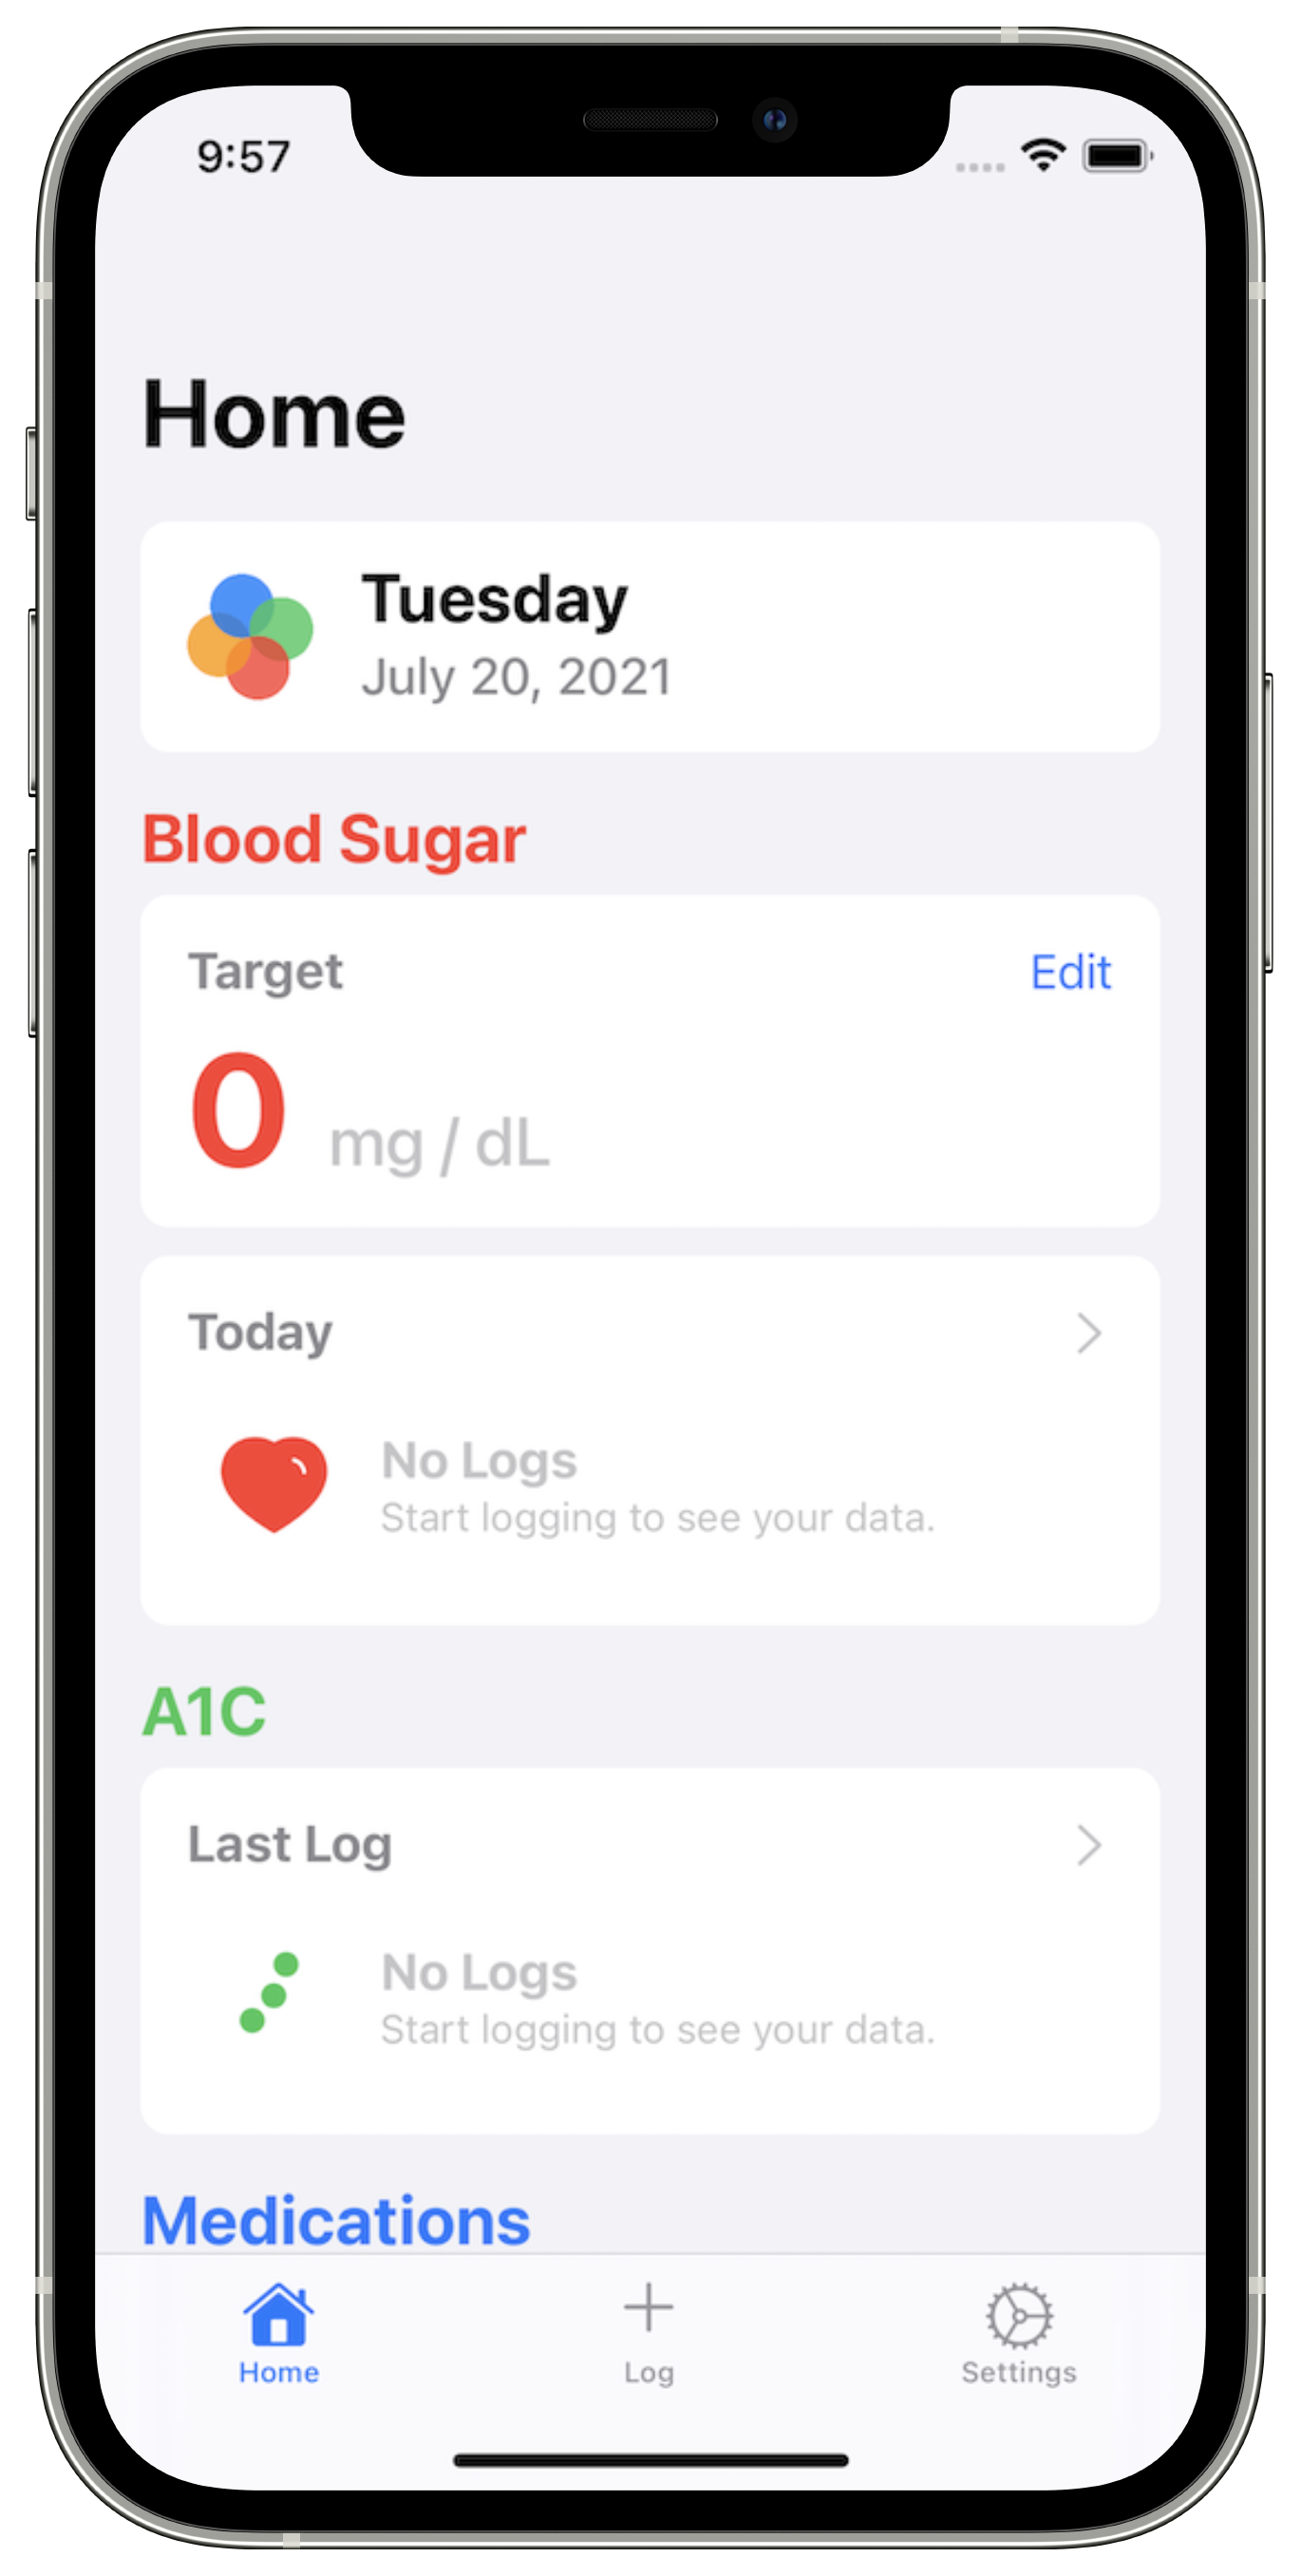 9:57
Home
Tuesday
July 20, 2021
Blood Sugar
Target
Edit
0 mg / dL
Today
No Logs
Start logging to see your data.
A1C
Last Log
No Logs
Start logging to see your data.
Medications
Home
Log
Settings